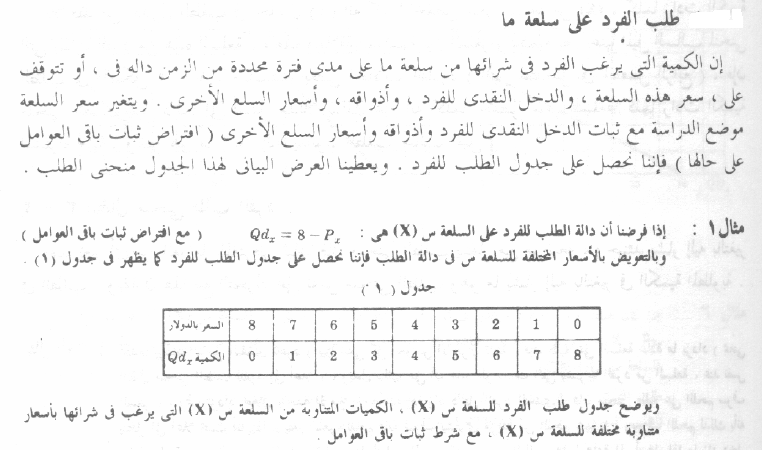 طلب الفرد على سلعة ما
إن الكمية التى يرغب الفرد فى شرائها من سلعة ما على مدى فترة محددة من الزمن داله فى ، أو تتوقف
على ، سعر هذه السلعة ، والدخل النقدى للفرد ، وأذواقه ، وأسعار السلع الأخرى . ويتغير سعر السلعة
موضع الدراسة مع ثبات الدخل النقدى للفرد وأذواقه وأسعار السلع الأخرى ( افتراض ثبات باقى العوامل
على حالها ) فإننا نحصل على جدول الطلب للفرد . ويعطينا العرض البيانى لهذا الجدول منحنى الطلب .
مثال ١ : إذا فرضنا أن دالة الطلب للفرد على السلعة س (X) هى : Qdₓ = 8 – Pₓ ( مع افتراض ثبات باقى العوامل )
وبالتعويض بالأسعار المختلفة للسلعة س فى دالة الطلب فإننا نحصل على جدول الطلب للفرد كما يظهر فى جدول (١) .
جدول (١)
السعر بالدولار 8 7 6 5 4 3 2 1 0
الكمية Qdₓ 0 1 2 3 4 5 6 7 8
ويوضح جدول طلب الفرد للسلعة س (X) ، الكميات المتناوبة من السلعة س (X) التى يرغب فى شرائها بأسعار
متناوبة مختلفة للسلعة س (X) ، مع شرط ثبات باقى العوامل .